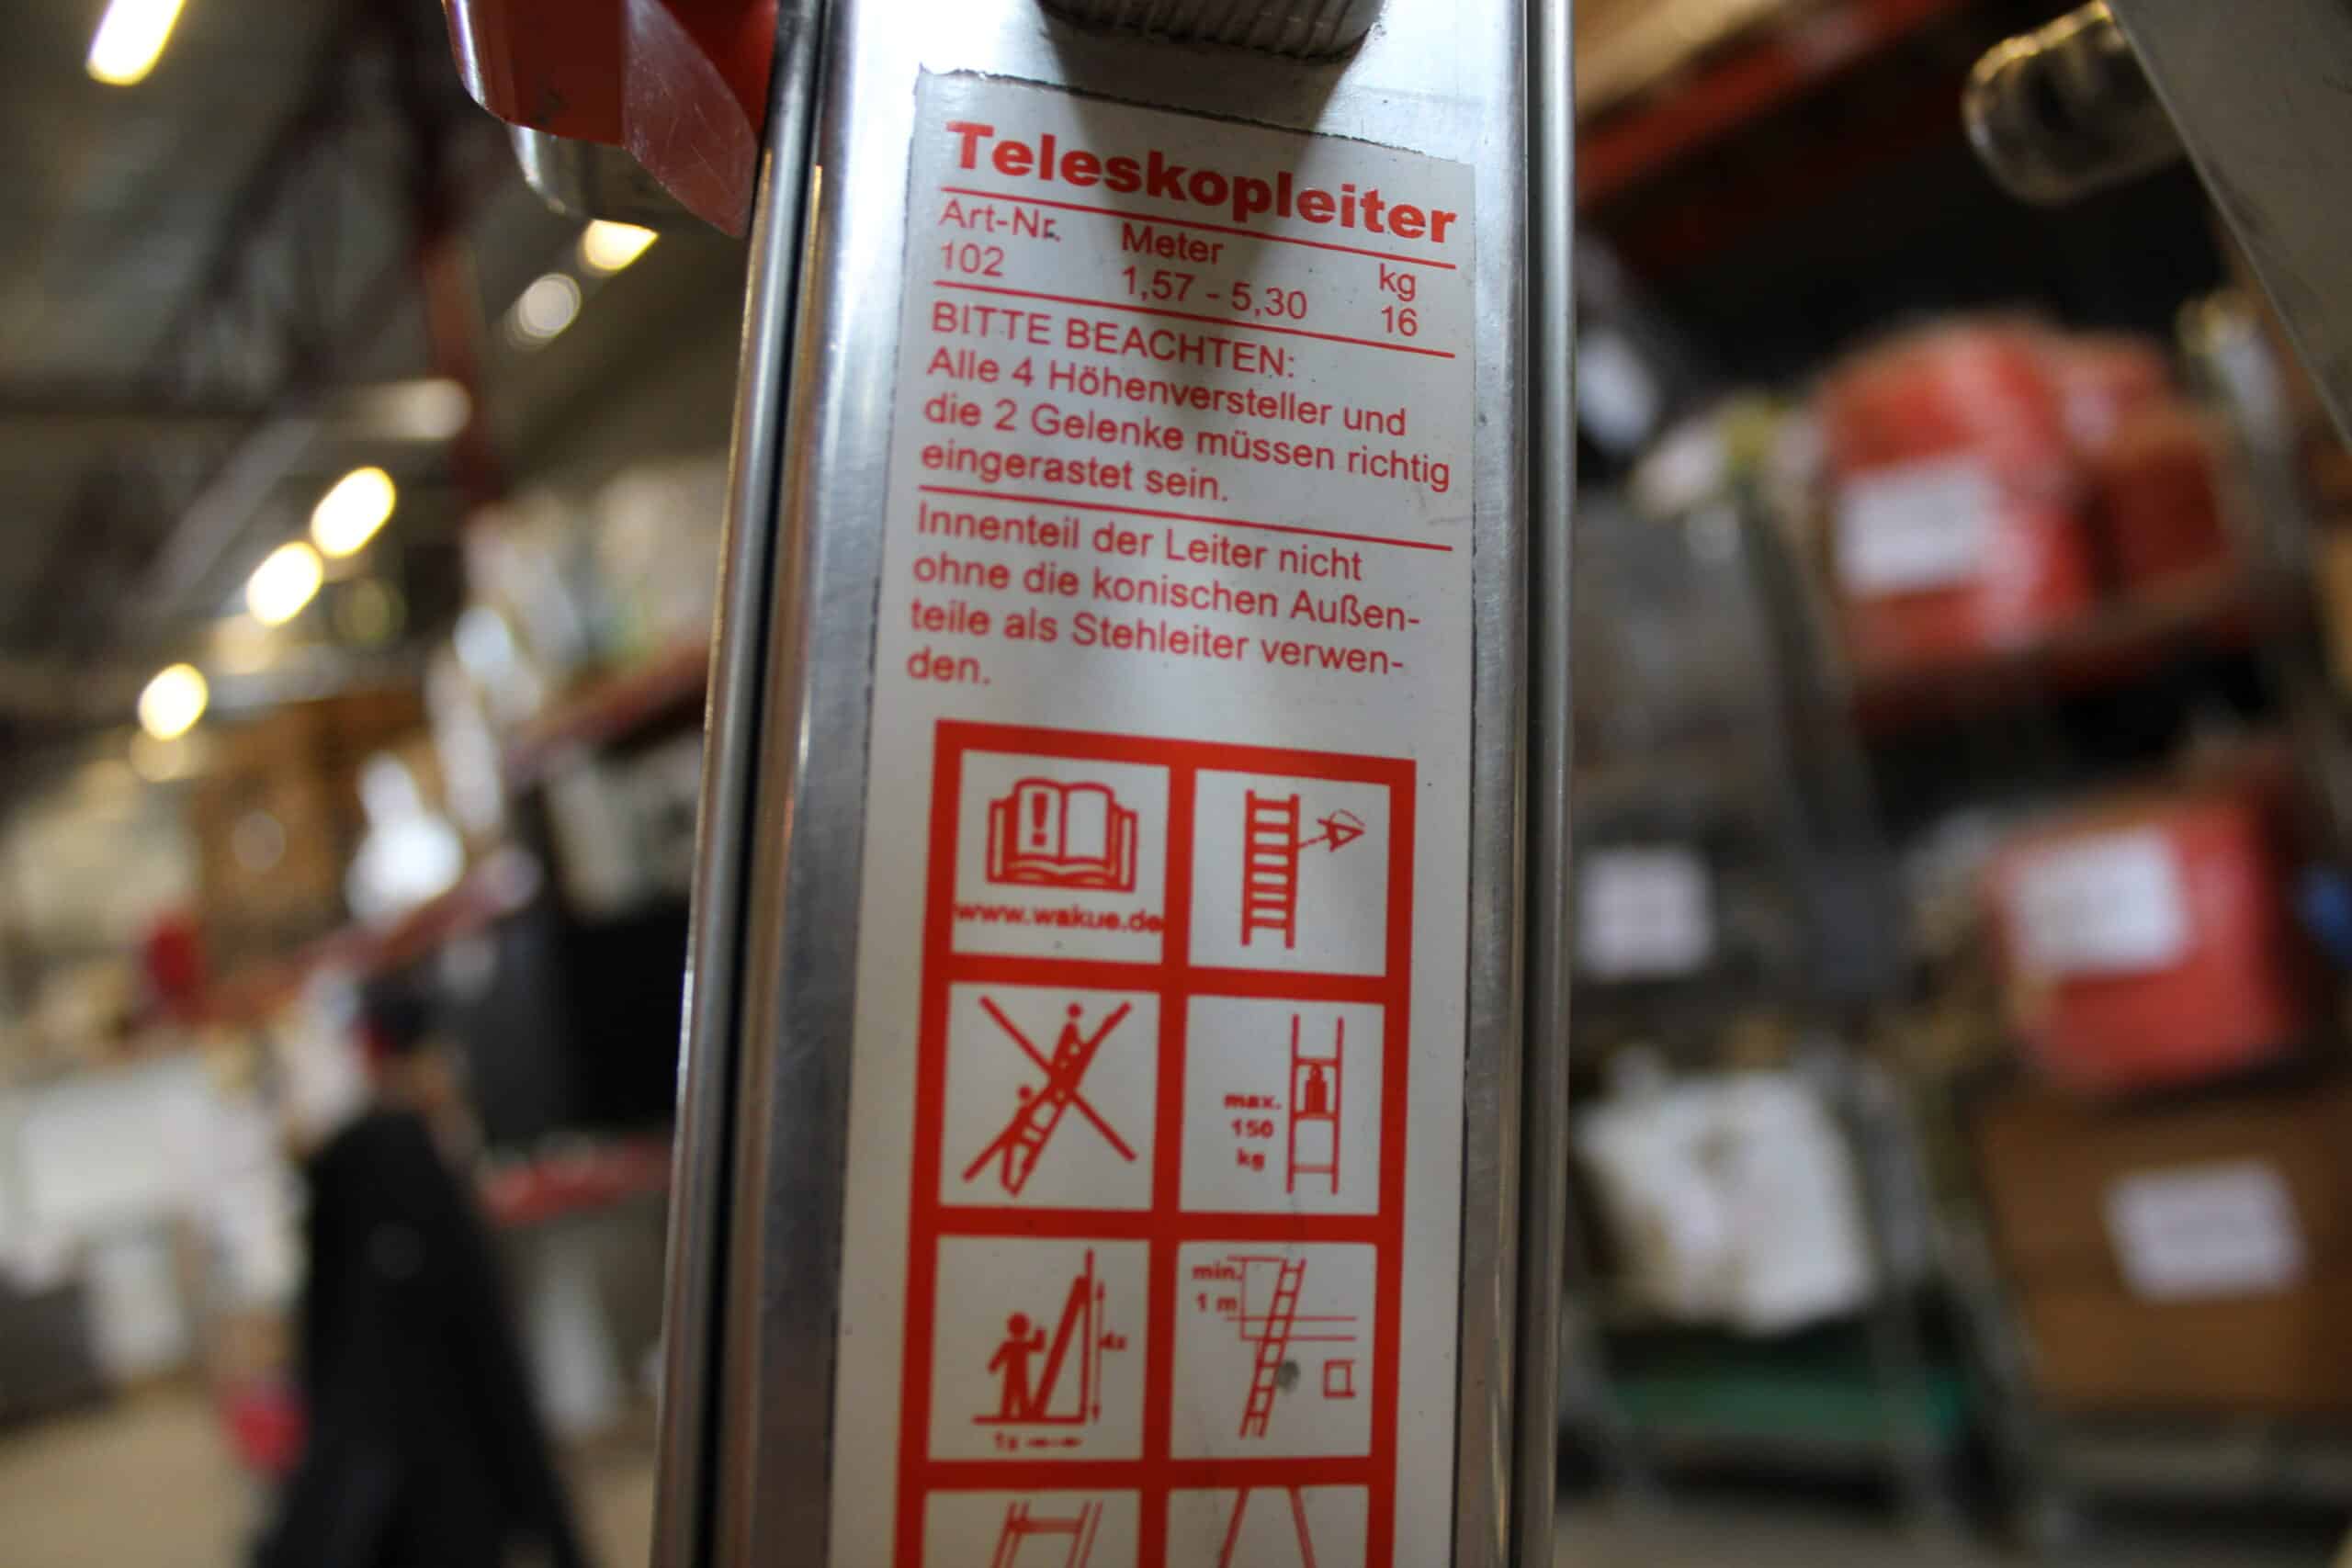 Teleskopleiter
Art-Nr. Meter kg
102 1,57 - 5,30 16
BITTE BEACHTEN:
Alle 4 Höhenversteller und
die 2 Gelenke müssen richtig
eingerastet sein.
Innenteil der Leiter nicht
ohne die konischen Außen-
teile als Stehleiter verwen-
den.
www.wakue.de
max.
150
kg
4x
1x
min.
1 m